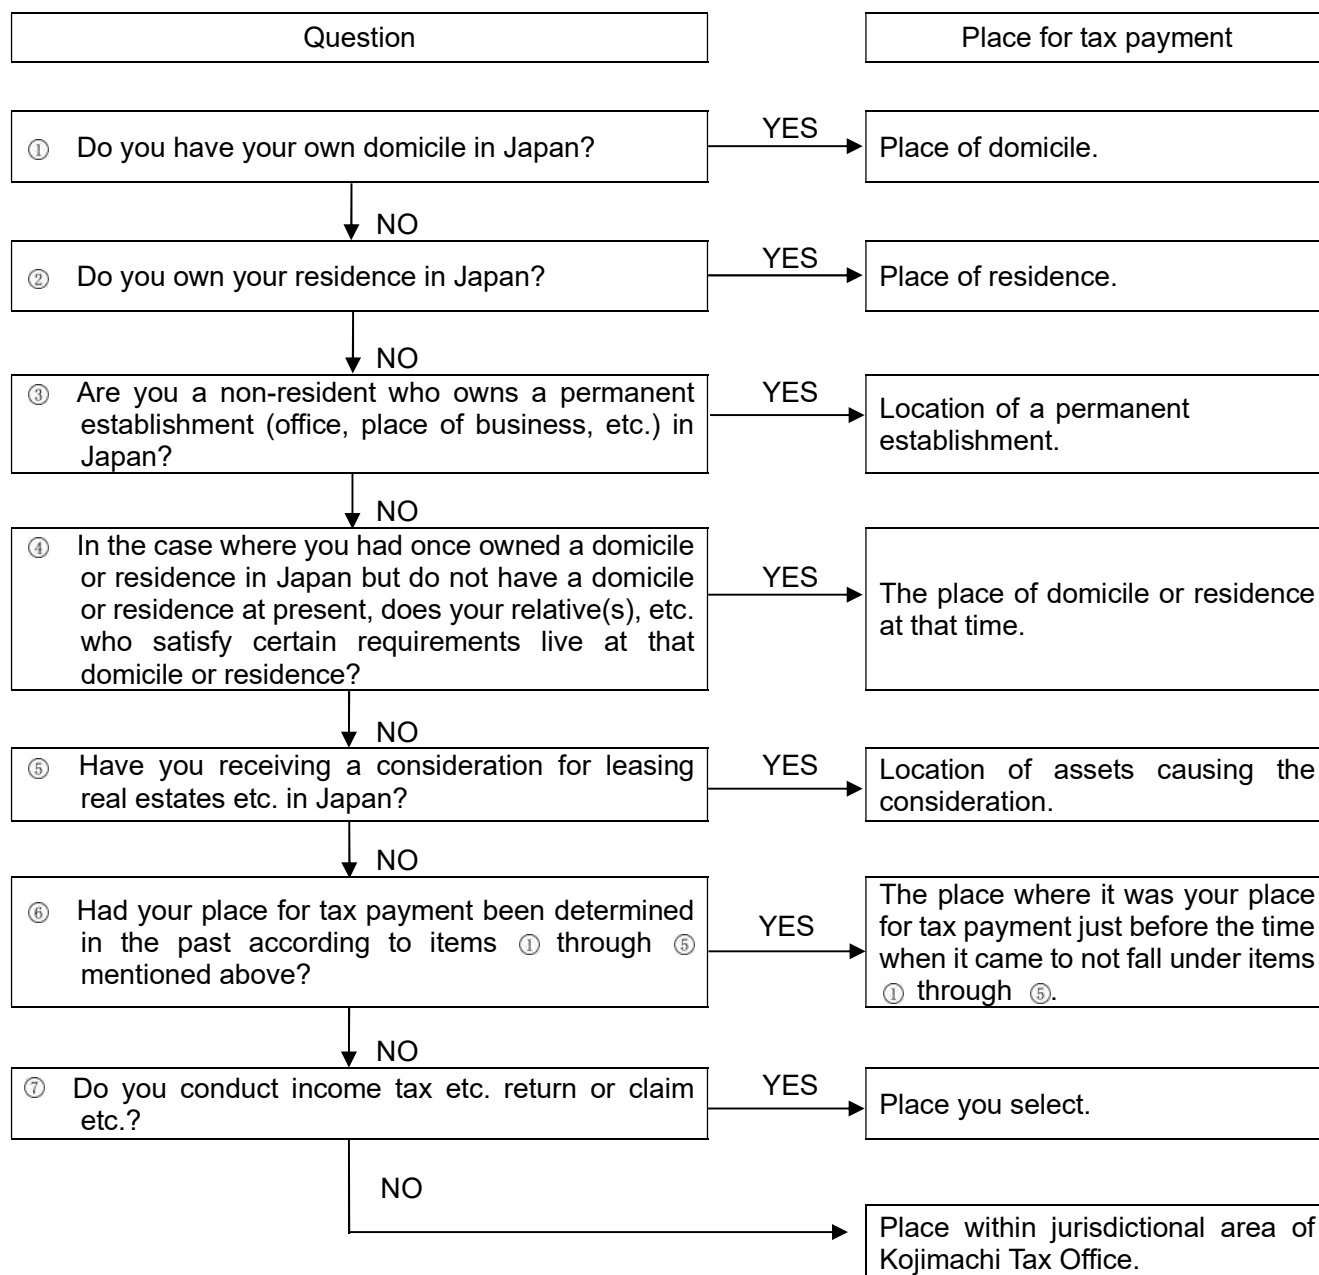 Question
Place for tax payment
① Do you have your own domicile in Japan?
YES
Place of domicile.
NO
② Do you own your residence in Japan?
YES
Place of residence.
NO
③ Are you a non-resident who owns a permanent
establishment (office, place of business, etc.) in
Japan?
YES
Location of a permanent
establishment.
NO
④ In the case where you had once owned a domicile
or residence in Japan but do not have a domicile
or residence at present, does your relative(s), etc.
who satisfy certain requirements live at that
domicile or residence?
YES
The place of domicile or residence
at that time.
NO
⑤ Have you receiving a consideration for leasing
real estates etc. in Japan?
YES
Location of assets causing the
consideration.
NO
⑥ Had your place for tax payment been determined
in the past according to items ① through ⑤
mentioned above?
YES
The place where it was your place
for tax payment just before the time
when it came to not fall under items
① through ⑤.
NO
⑦ Do you conduct income tax etc. return or claim
etc.?
YES
Place you select.
NO
Place within jurisdictional area of
Kojimachi Tax Office.